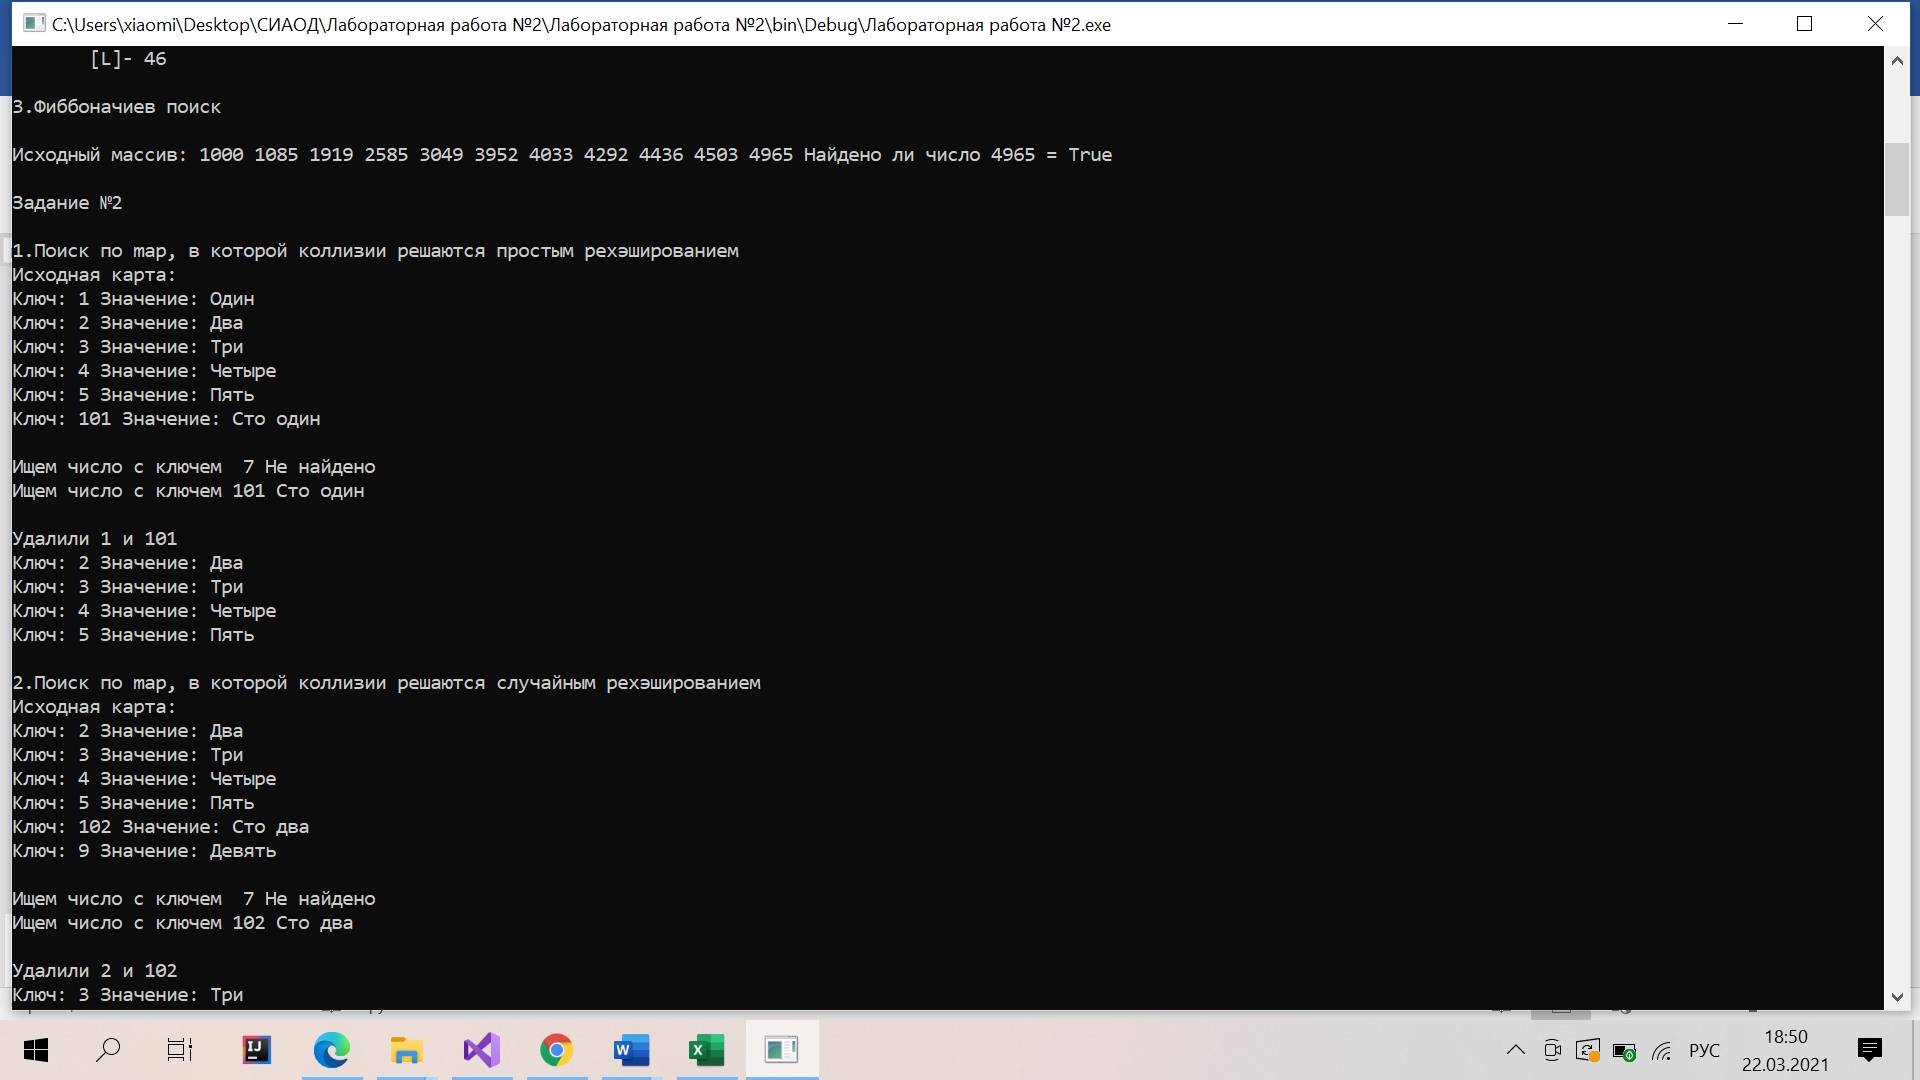 C:\Users\xiaomi\Desktop\СИАОД\Лабораторная работа №2\Лабораторная работа №2\bin\Debug\Лабораторная работа №2.exe
[L]- 46
3.Фиббоначиев поиск
Исходный массив: 1000 1085 1919 2585 3049 3952 4033 4292 4436 4503 4965 Найдено ли число 4965 = True
Задание №2
1.Поиск по map, в которой коллизии решаются простым рехэшированием
Исходная карта:
Ключ: 1 Значение: Один
Ключ: 2 Значение: Два
Ключ: 3 Значение: Три
Ключ: 4 Значение: Четыре
Ключ: 5 Значение: Пять
Ключ: 101 Значение: Сто один
Ищем число с ключем  7 Не найдено
Ищем число с ключем 101 Сто один
Удалили 1 и 101
Ключ: 2 Значение: Два
Ключ: 3 Значение: Три
Ключ: 4 Значение: Четыре
Ключ: 5 Значение: Пять
2.Поиск по map, в которой коллизии решаются случайным рехэшированием
Исходная карта:
Ключ: 2 Значение: Два
Ключ: 3 Значение: Три
Ключ: 4 Значение: Четыре
Ключ: 5 Значение: Пять
Ключ: 102 Значение: Сто два
Ключ: 9 Значение: Девять
Ищем число с ключем  7 Не найдено
Ищем число с ключем 102 Сто два
Удалили 2 и 102
Ключ: 3 Значение: Три
РУС
18:50
22.03.2021